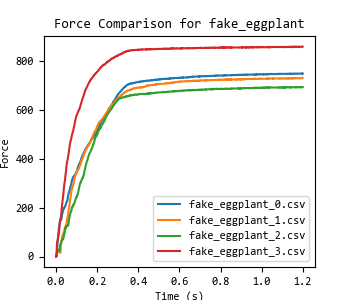 Force Comparison for fake_eggplant
Force
800
600
400
200
0
fake_eggplant_0.csv
fake_eggplant_1.csv
fake_eggplant_2.csv
fake_eggplant_3.csv
0.0 0.2 0.4 0.6 0.8 1.0 1.2
Time (s)